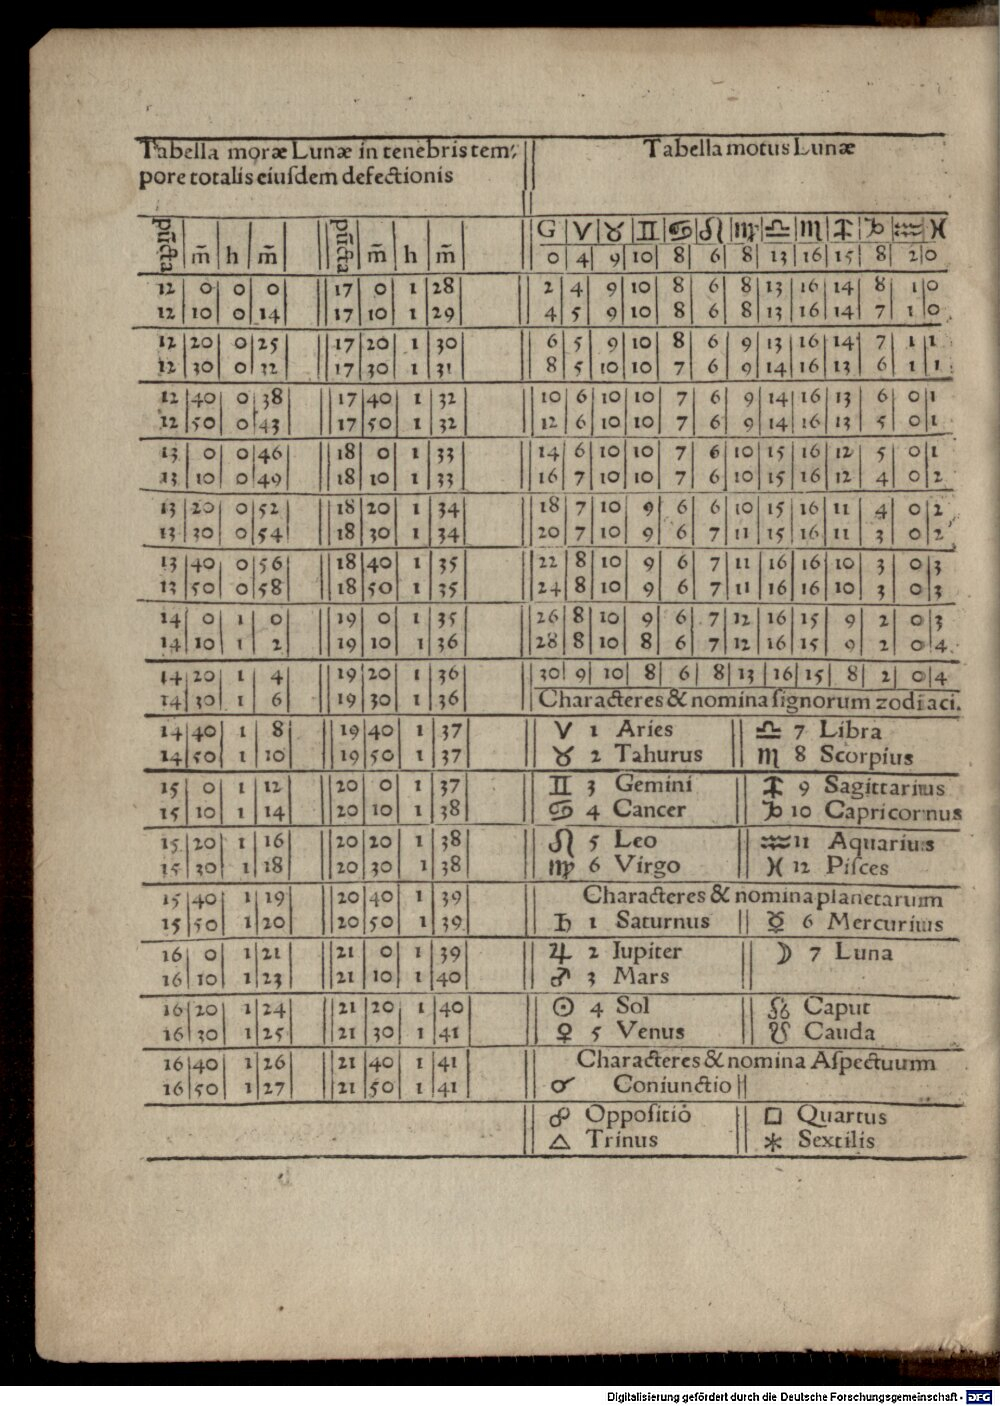 Tabella moræ Lunæ in tenebris tem-
pore totalis eiusdem defectionis
pūcta m̄ h m̄ pūcta m̄ h m̄
12 0 0 0 17 0 1 28
12 10 0 14 17 10 1 29
12 20 0 25 17 20 1 30
12 30 0 32 17 30 1 31
12 40 0 38 17 40 1 32
12 50 0 43 17 50 1 32
13 0 0 46 18 0 1 33
13 10 0 49 18 10 1 33
13 20 0 52 18 20 1 34
13 30 0 54 18 30 1 34
13 40 0 56 18 40 1 35
13 50 0 58 18 50 1 35
14 0 1 0 19 0 1 35
14 10 1 2 19 10 1 36
14 20 1 4 19 20 1 36
14 30 1 6 19 30 1 36
14 40 1 8 19 40 1 37
14 50 1 10 19 50 1 37
15 0 1 12 20 0 1 37
15 10 1 14 20 10 1 38
15 20 1 16 20 20 1 38
15 30 1 18 20 30 1 38
15 40 1 19 20 40 1 39
15 50 1 20 20 50 1 39
16 0 1 21 21 0 1 39
16 10 1 23 21 10 1 40
16 20 1 24 21 20 1 40
16 30 1 25 21 30 1 41
16 40 1 26 21 40 1 41
16 50 1 27 21 50 1 41
Tabella motus Lunæ
G ♈ ♉ ♊ ♋ ♌ ♍ ♎ ♏ ♐ ♑ ♒ ♓
0 4 9 10 8 6 8 13 16 15 8 2 0
2 4 9 10 8 6 8 13 16 14 8 1 0
4 5 9 10 8 6 8 13 16 14 7 1 0
6 5 9 10 8 6 9 13 16 14 7 1 1
8 5 10 10 7 6 9 14 16 13 6 1 1
10 6 10 10 7 6 9 14 16 13 6 0 1
12 6 10 10 7 6 9 14 16 13 5 0 1
14 6 10 10 7 6 10 15 16 12 5 0 1
16 7 10 10 7 6 10 15 16 12 4 0 2
18 7 10 9 6 6 10 15 16 11 4 0 2
20 7 10 9 6 7 11 15 16 11 3 0 2
22 8 10 9 6 7 11 16 16 10 3 0 3
24 8 10 9 6 7 11 16 16 10 3 0 3
26 8 10 9 6 7 12 16 15 9 2 0 3
28 8 10 8 6 7 12 16 15 9 2 0 4
30 9 10 8 6 8 13 16 15 8 2 0 4
Characteres & nomina signorum zodiaci.
♈ 1 Aries ♎ 7 Libra
♉ 2 Tahurus ♏ 8 Scorpius
♊ 3 Gemini ♐ 9 Sagittarius
♋ 4 Cancer ♑ 10 Capricornus
♌ 5 Leo ♒ 11 Aquarius
♍ 6 Virgo ♓ 12 Pisces
Characteres & nomina planetarum
♄ 1 Saturnus ☿ 6 Mercurius
♃ 2 Iupiter ☽ 7 Luna
♂ 3 Mars
☉ 4 Sol ☊ Caput
♀ 5 Venus ☋ Cauda
Characteres & nomina Aspectuum
☌ Coniunctio
☍ Oppositio □ Quartus
△ Trinus ⚹ Sextilis
Digitalisierung gefördert durch die Deutsche Forschungsgemeinschaft - DFG